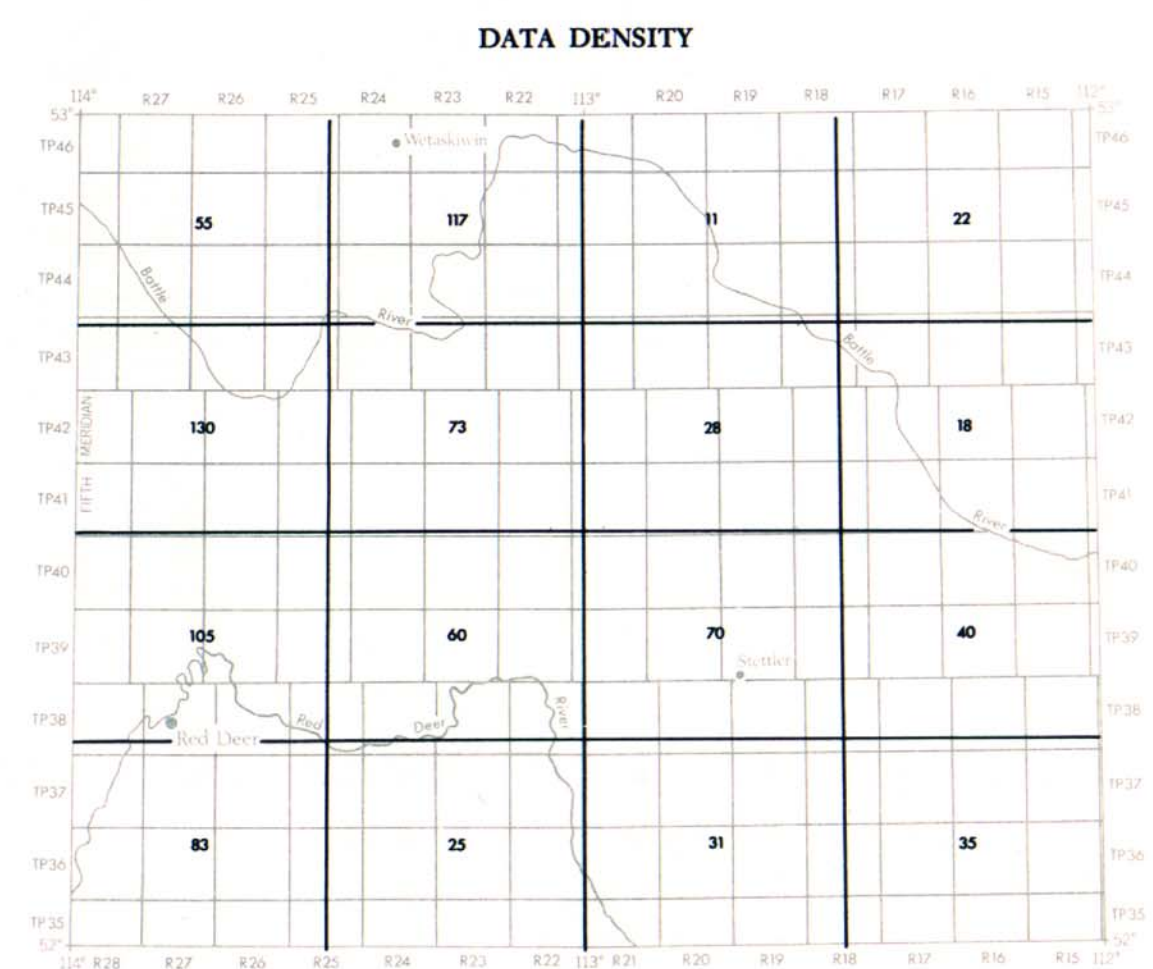 DATA DENSITY
114° R27 R26 R25 R24 R23 R22 113° R20 R19 R18 R17 R16 R15 112°
53° 53°
TP46 Wetaskiwin TP46
TP45 55 117 11 22 TP45
TP44 Battle TP44
River
TP43 Battle TP43
FIFTH MERIDIAN
TP42 130 73 28 18 TP42
TP41 TP41
River
TP40 TP40
TP39 105 60 70 40 TP39
Stettler
TP38 Red Deer River TP38
Red Deer
TP37 TP37
TP36 83 25 31 35 TP36
TP35 TP35
52° 52°
114° R28 R27 R26 R25 R24 R23 R22 113° R21 R20 R19 R18 R17 R16 R15 112°